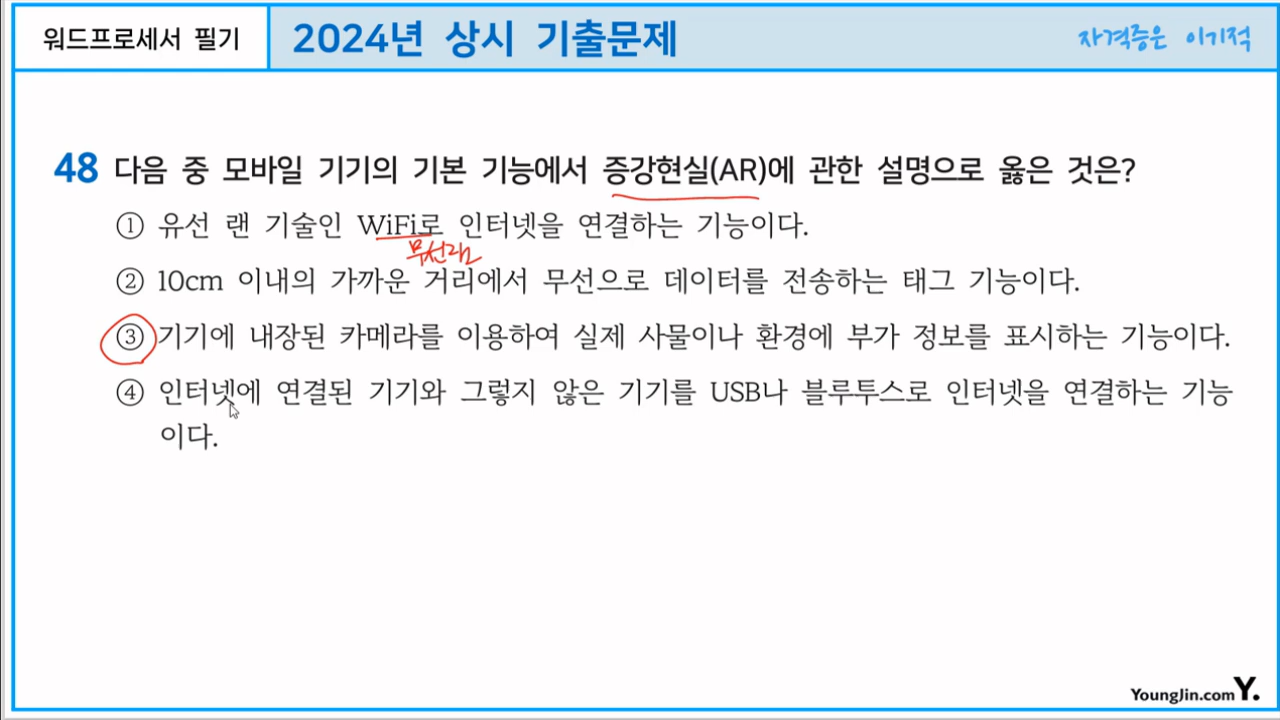 워드프로세서 필기
2024년 상시 기출문제
자격증은 이기적
48 다음 중 모바일 기기의 기본 기능에서 증강현실(AR)에 관한 설명으로 옳은 것은?
① 유선 랜 기술인 WiFi로 인터넷을 연결하는 기능이다.
무선랜
② 10cm 이내의 가까운 거리에서 무선으로 데이터를 전송하는 태그 기능이다.
③ 기기에 내장된 카메라를 이용하여 실제 사물이나 환경에 부가 정보를 표시하는 기능이다.
④ 인터넷에 연결된 기기와 그렇지 않은 기기를 USB나 블루투스로 인터넷을 연결하는 기능
이다.
YoungJin.com Y.